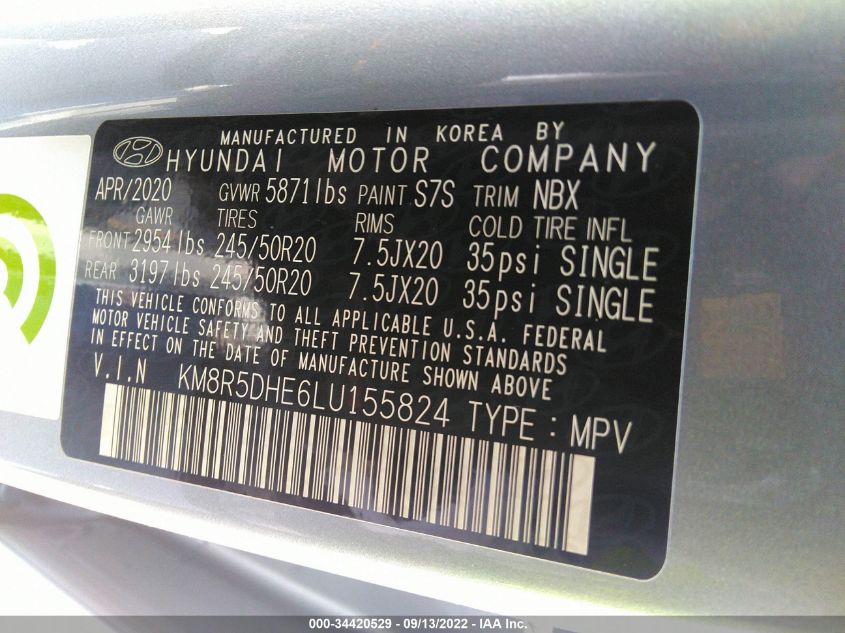 MANUFACTURED IN KOREA BY
HYUNDAI MOTOR COMPANY
APR/2020 GVWR 5871lbs PAINT S7S TRIM NBX
GAWR TIRES RIMS COLD TIRE INFL
FRONT 2954lbs 245/50R20 7.5JX20 35psi SINGLE
REAR 3197lbs 245/50R20 7.5JX20 35psi SINGLE
THIS VEHICLE CONFORMS TO ALL APPLICABLE U.S.A. FEDERAL
MOTOR VEHICLE SAFETY AND THEFT PREVENTION STANDARDS
IN EFFECT ON THE DATE OF MANUFACTURE SHOWN ABOVE
V.I.N KM8R5DHE6LU155824 TYPE : MPV
000-34420529 - 09/13/2022 - KMN - Inc.